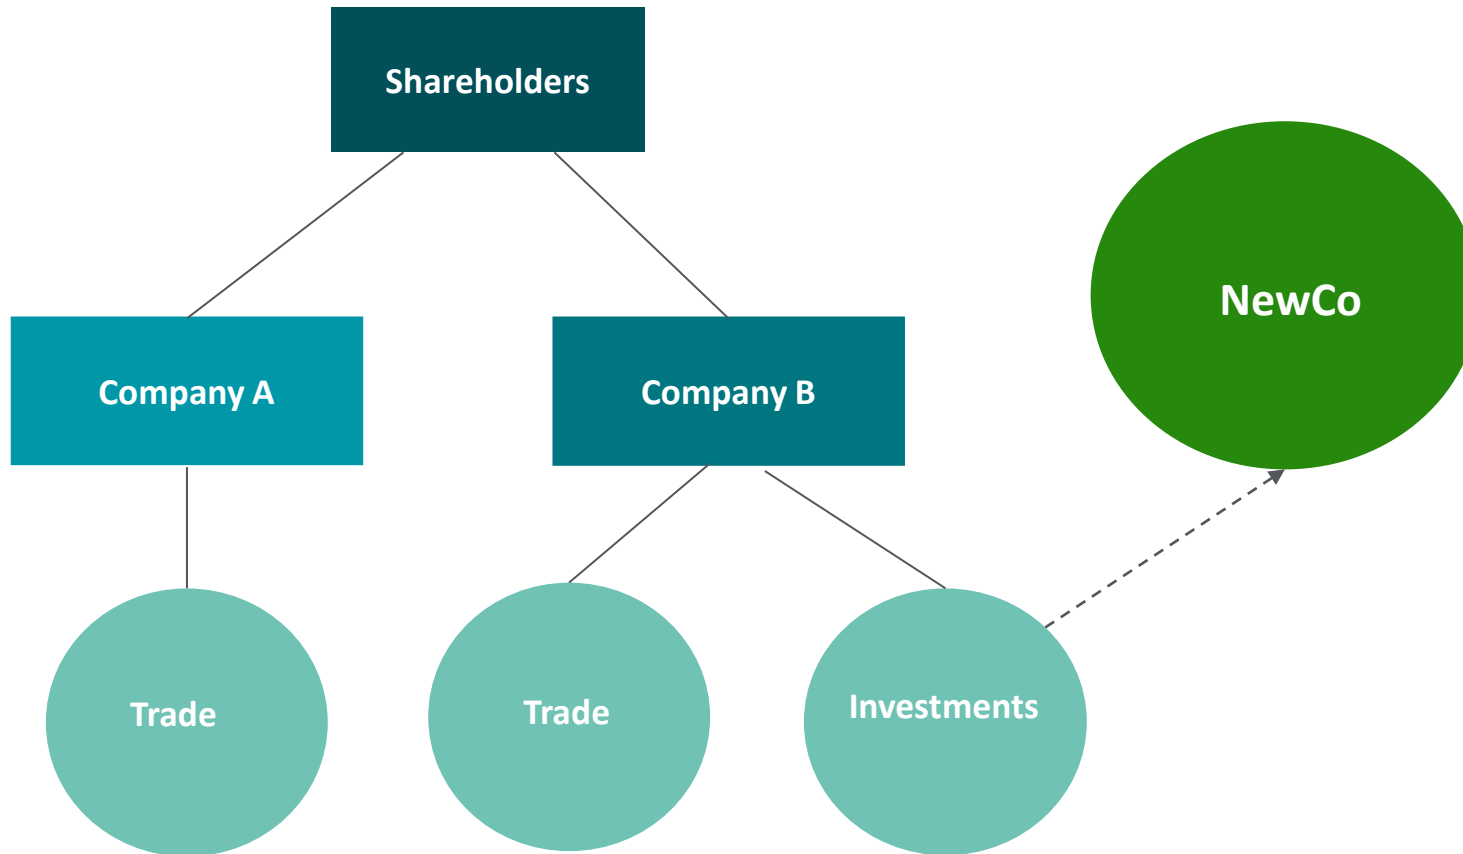 Shareholders
NewCo
Company A
Company B
Trade
Trade
Investments